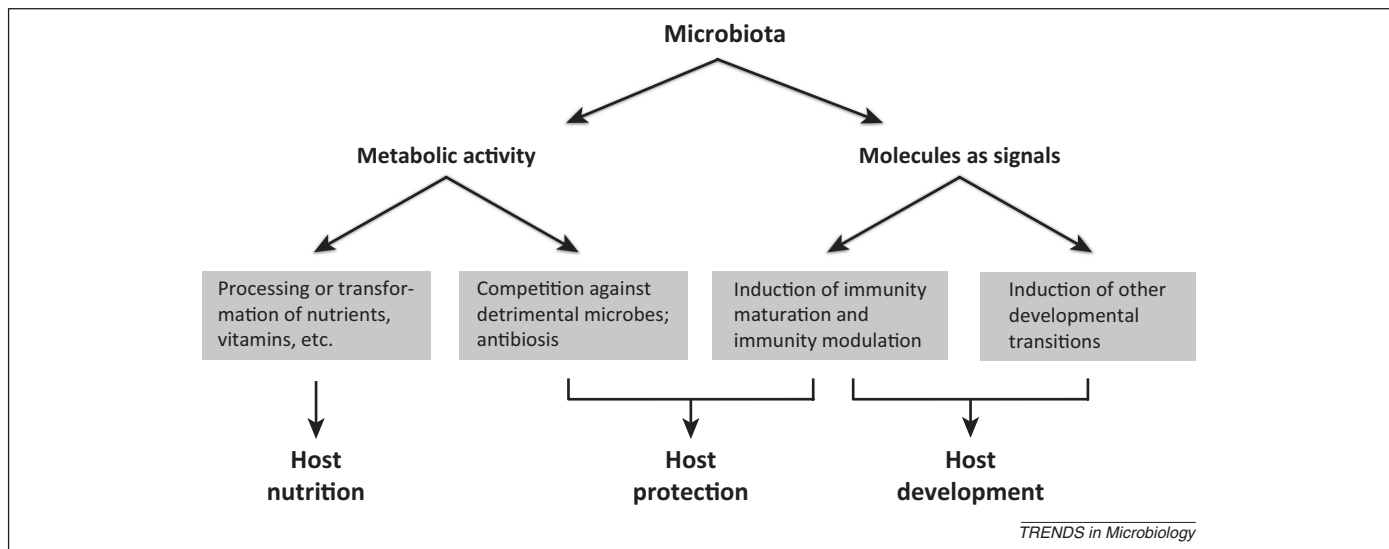 Microbiota
Metabolic activity
Molecules as signals
Processing or transfor-
mation of nutrients,
vitamins, etc.
Competition against
detrimental microbes;
antibiosis
Induction of immunity
maturation and
immunity modulation
Induction of other
developmental
transitions
Host
nutrition
Host
protection
Host
development
TRENDS in Microbiology